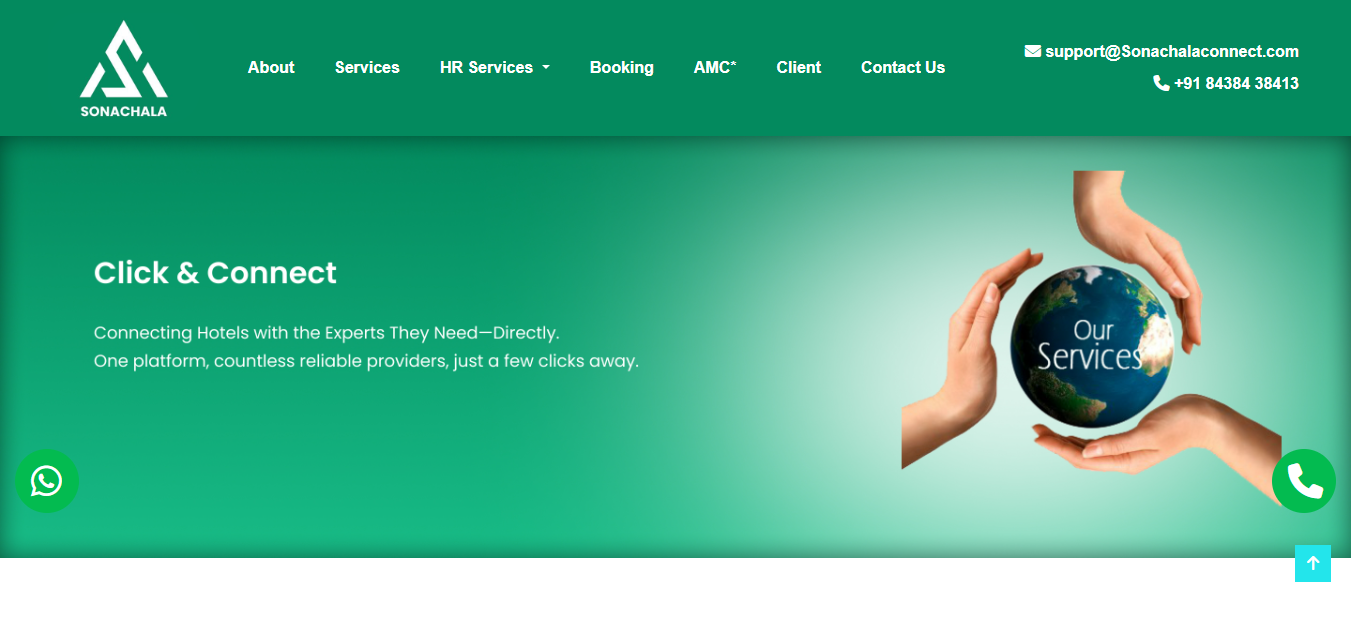 SONACHALA
About
Services
HR Services
Booking
AMC*
Client
Contact Us
support@Sonachalaconnect.com
+91 84384 38413
Click & Connect
Connecting Hotels with the Experts They Need—Directly.
One platform, countless reliable providers, just a few clicks away.
Our
Services